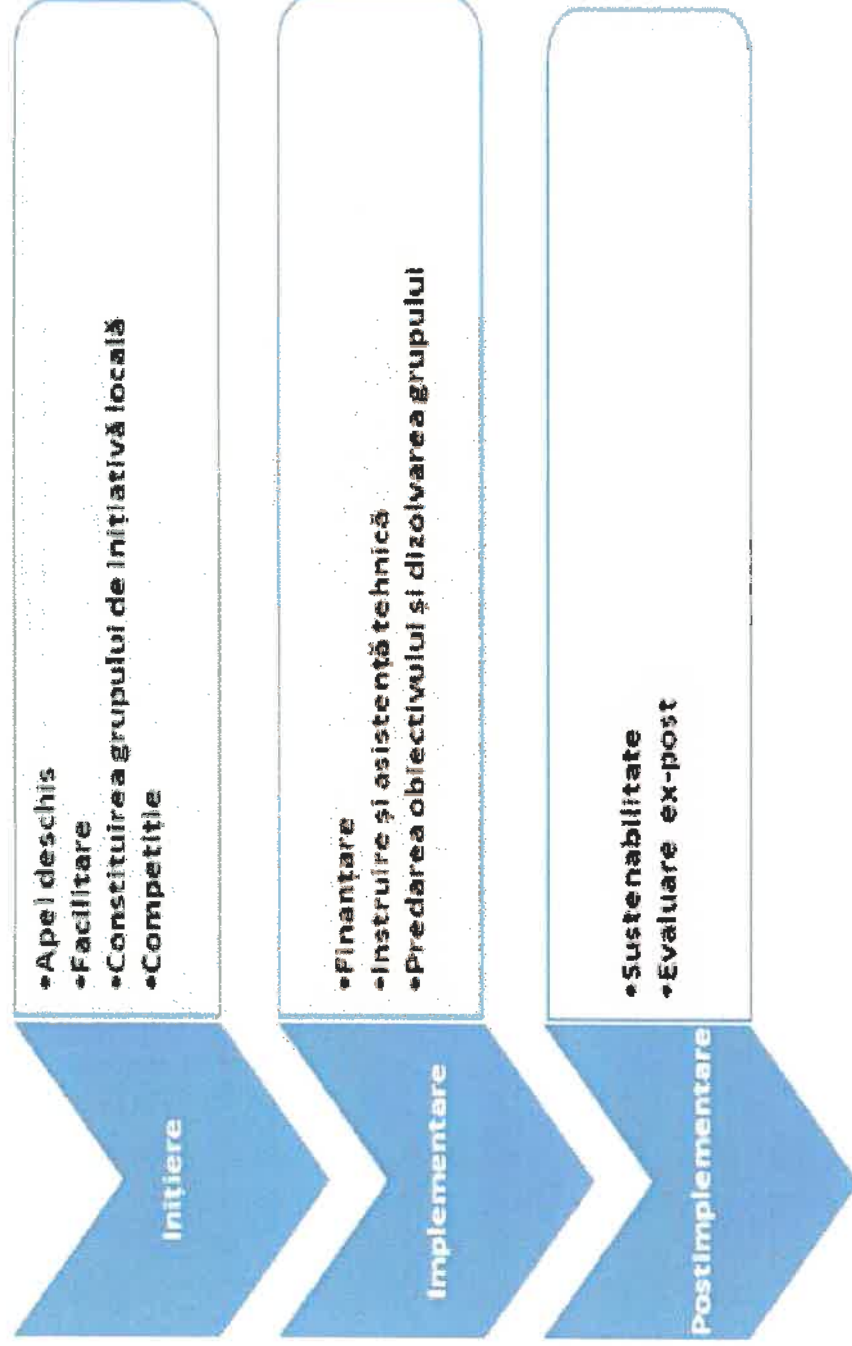 Inițiere
•Apel deschis
•Facilitare
•Constituirea grupului de inițiativă locală
•Competiție
Implementare
•Finanțare
•Instruire și asistență tehnică
•Predarea obiectivului și dizolvarea grupului
Postimplementare
•Sustenabilitate
•Evaluare ex-post